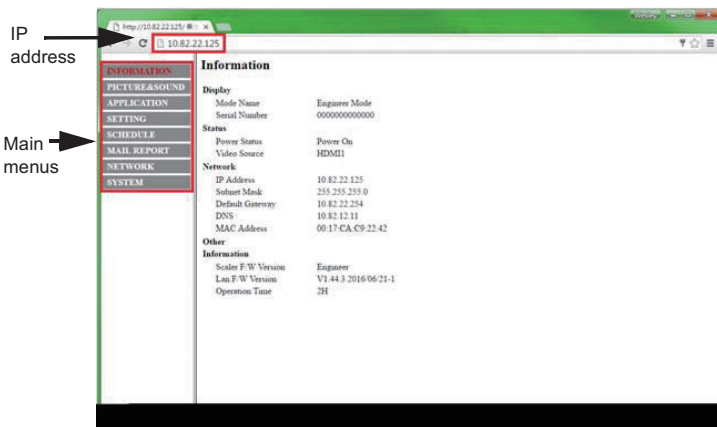 Wesley
http://10.82.22.125/
IP
address
10.82.22.125
Main
menus
INFORMATION
PICTURE&SOUND
APPLICATION
SETTING
SCHEDULE
MAIL REPORT
NETWORK
SYSTEM
Information
Display
Mode Name Engineer Mode
Serial Number 0000000000000
Status
Power Status Power On
Video Source HDMI1
Network
IP Address 10.82.22.125
Subnet Mask 255.255.255.0
Default Gateway 10.82.22.254
DNS 10.82.12.11
MAC Address 00:17:CA:C9:22:42
Other
Information
Scaler F/W Version Engineer
Lan F/W Version V1.44.3 2016/06/21-1
Operation Time 2H